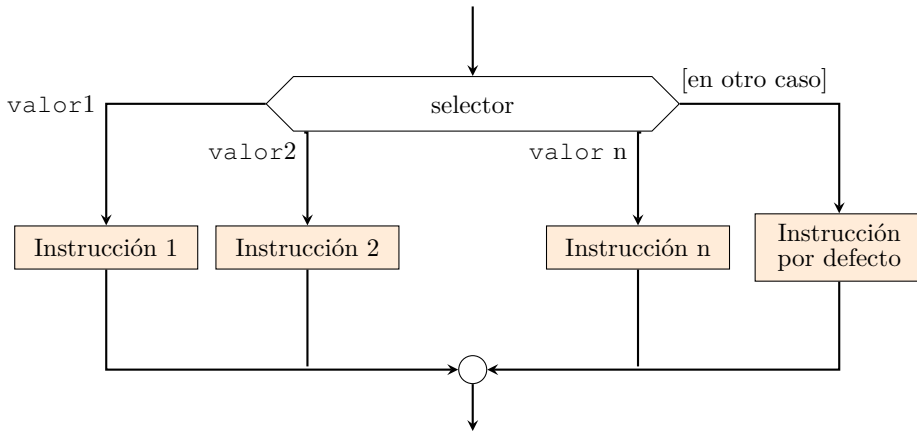 [en otro caso]
valor1
selector
valor2
valor n
Instrucción 1
Instrucción 2
Instrucción n
Instrucción
por defecto